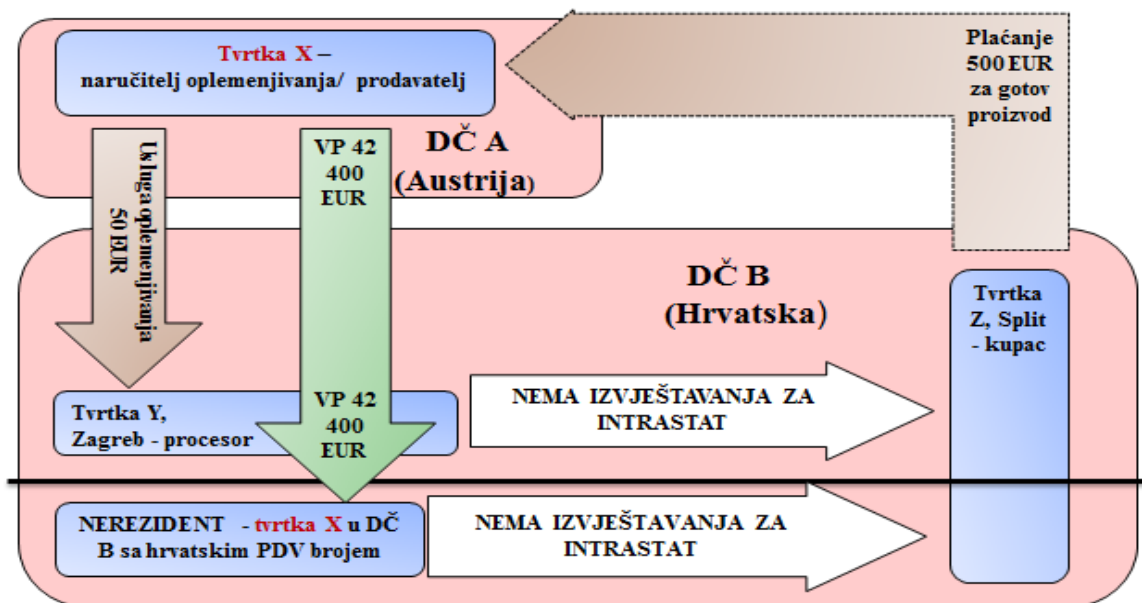 Tvrtka X –
naručitelj oplemenjivanja/ prodavatelj
Plaćanje
500 EUR
za gotov
proizvod
DČ A
(Austrija)
Usluga oplemenjivanja
50 EUR
VP 42
400
EUR
DČ B
(Hrvatska)
Tvrtka
Z, Split
- kupac
Tvrtka Y,
Zagreb - procesor
VP 42
400
EUR
NEMA IZVJEŠTAVANJA ZA
INTRASTAT
NEREZIDENT - tvrtka X u DČ
B sa hrvatskim PDV brojem
NEMA IZVJEŠTAVANJA ZA
INTRASTAT